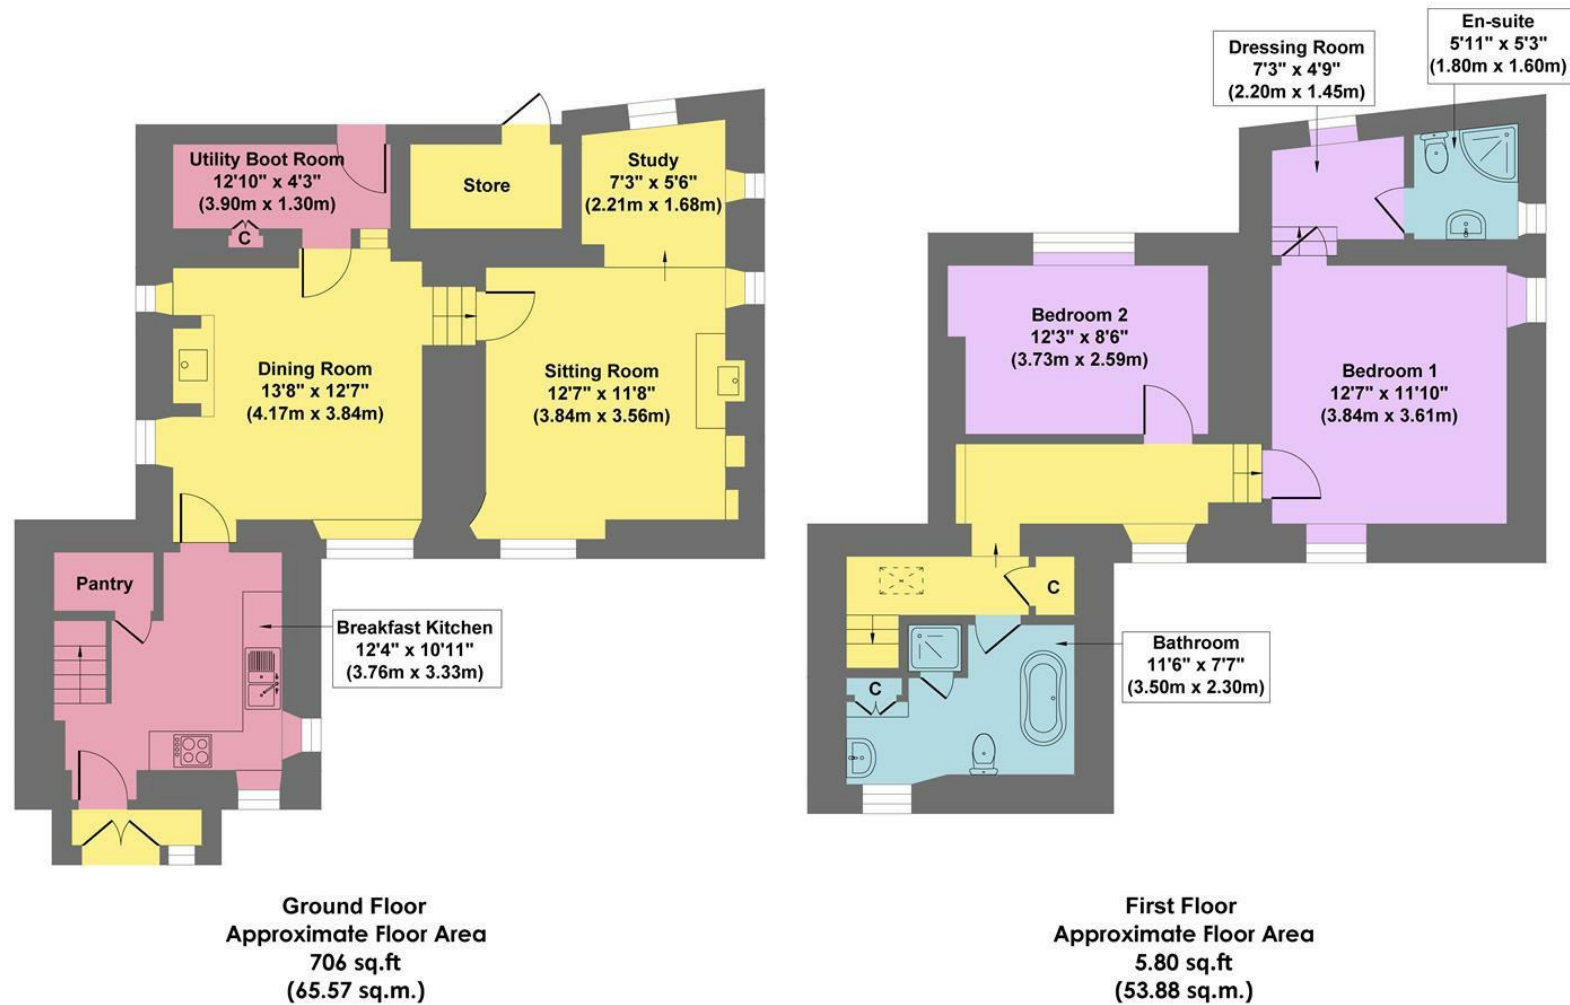 Utility Boot Room
12'10" x 4'3"
(3.90m x 1.30m)
C
Store
Study
7'3" x 5'6"
(2.21m x 1.68m)
Dining Room
13'8" x 12'7"
(4.17m x 3.84m)
Sitting Room
12'7" x 11'8"
(3.84m x 3.56m)
Pantry
Breakfast Kitchen
12'4" x 10'11"
(3.76m x 3.33m)
Ground Floor
Approximate Floor Area
706 sq.ft
(65.57 sq.m.)
Dressing Room
7'3" x 4'9"
(2.20m x 1.45m)
En-suite
5'11" x 5'3"
(1.80m x 1.60m)
Bedroom 2
12'3" x 8'6"
(3.73m x 2.59m)
Bedroom 1
12'7" x 11'10"
(3.84m x 3.61m)
C
C
Bathroom
11'6" x 7'7"
(3.50m x 2.30m)
First Floor
Approximate Floor Area
5.80 sq.ft
(53.88 sq.m.)